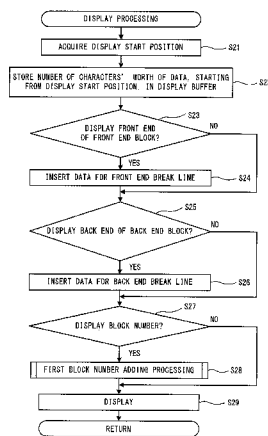 DISPLAY PROCESSING
ACQUIRE DISPLAY START POSITION
S21
STORE NUMBER OF CHARACTERS' WORTH OF DATA, STARTING
FROM DISPLAY START POSITION, IN DISPLAY BUFFER
S2
S23
DISPLAY FRONT END
OF FRONT END BLOCK?
NO
YES
INSERT DATA FOR FRONT END BREAK LINE
S24
S25
DISPLAY BACK END OF BACK END BLOCK?
NO
YES
INSERT DATA FOR BACK END BREAK LINE
S26
S27
DISPLAY BLOCK NUMBER?
NO
YES
FIRST BLOCK NUMBER ADDING PROCESSING
S28
DISPLAY
S29
RETURN